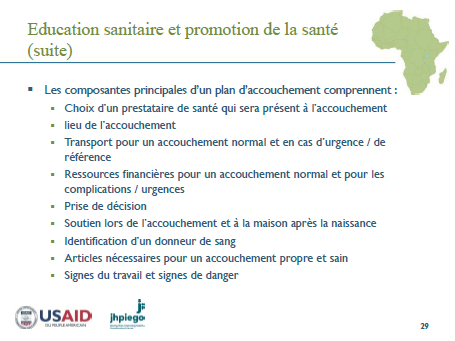 Education sanitaire et promotion de la santé
(suite)
Les composantes principales d'un plan d'accouchement comprennent :
Choix d'un prestataire de santé qui sera présent à l'accouchement
lieu de l'accouchement
Transport pour un accouchement normal et en cas d'urgence / de
référence
Ressources financières pour un accouchement normal et pour les
complications / urgences
Prise de décision
Soutien lors de l'accouchement et à la maison après la naissance
Identification d'un donneur de sang
Articles nécessaires pour un accouchement propre et sain
Signes du travail et signes de danger
USAID
jhpiego
29